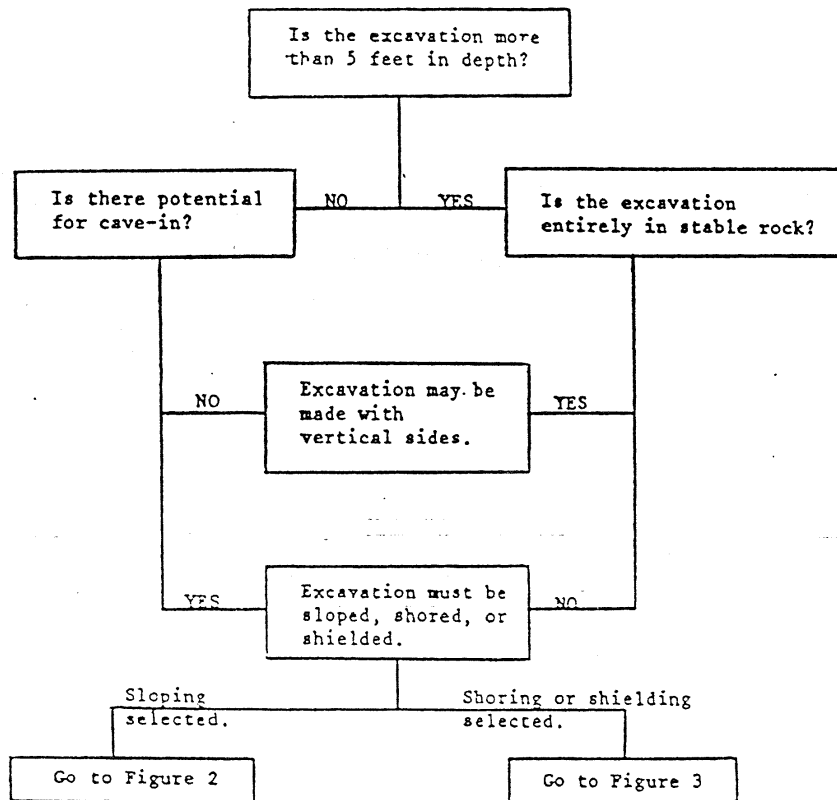 Is the excavation more
than 5 feet in depth?
Is there potential
for cave-in?
NO
YES
Is the excavation
entirely in stable rock?
NO
Excavation may be
made with
vertical sides.
YES
YES
Excavation must be
sloped, shored, or
shielded.
NO
Sloping
selected.
Shoring or shielding
selected.
Go to Figure 2
Go to Figure 3